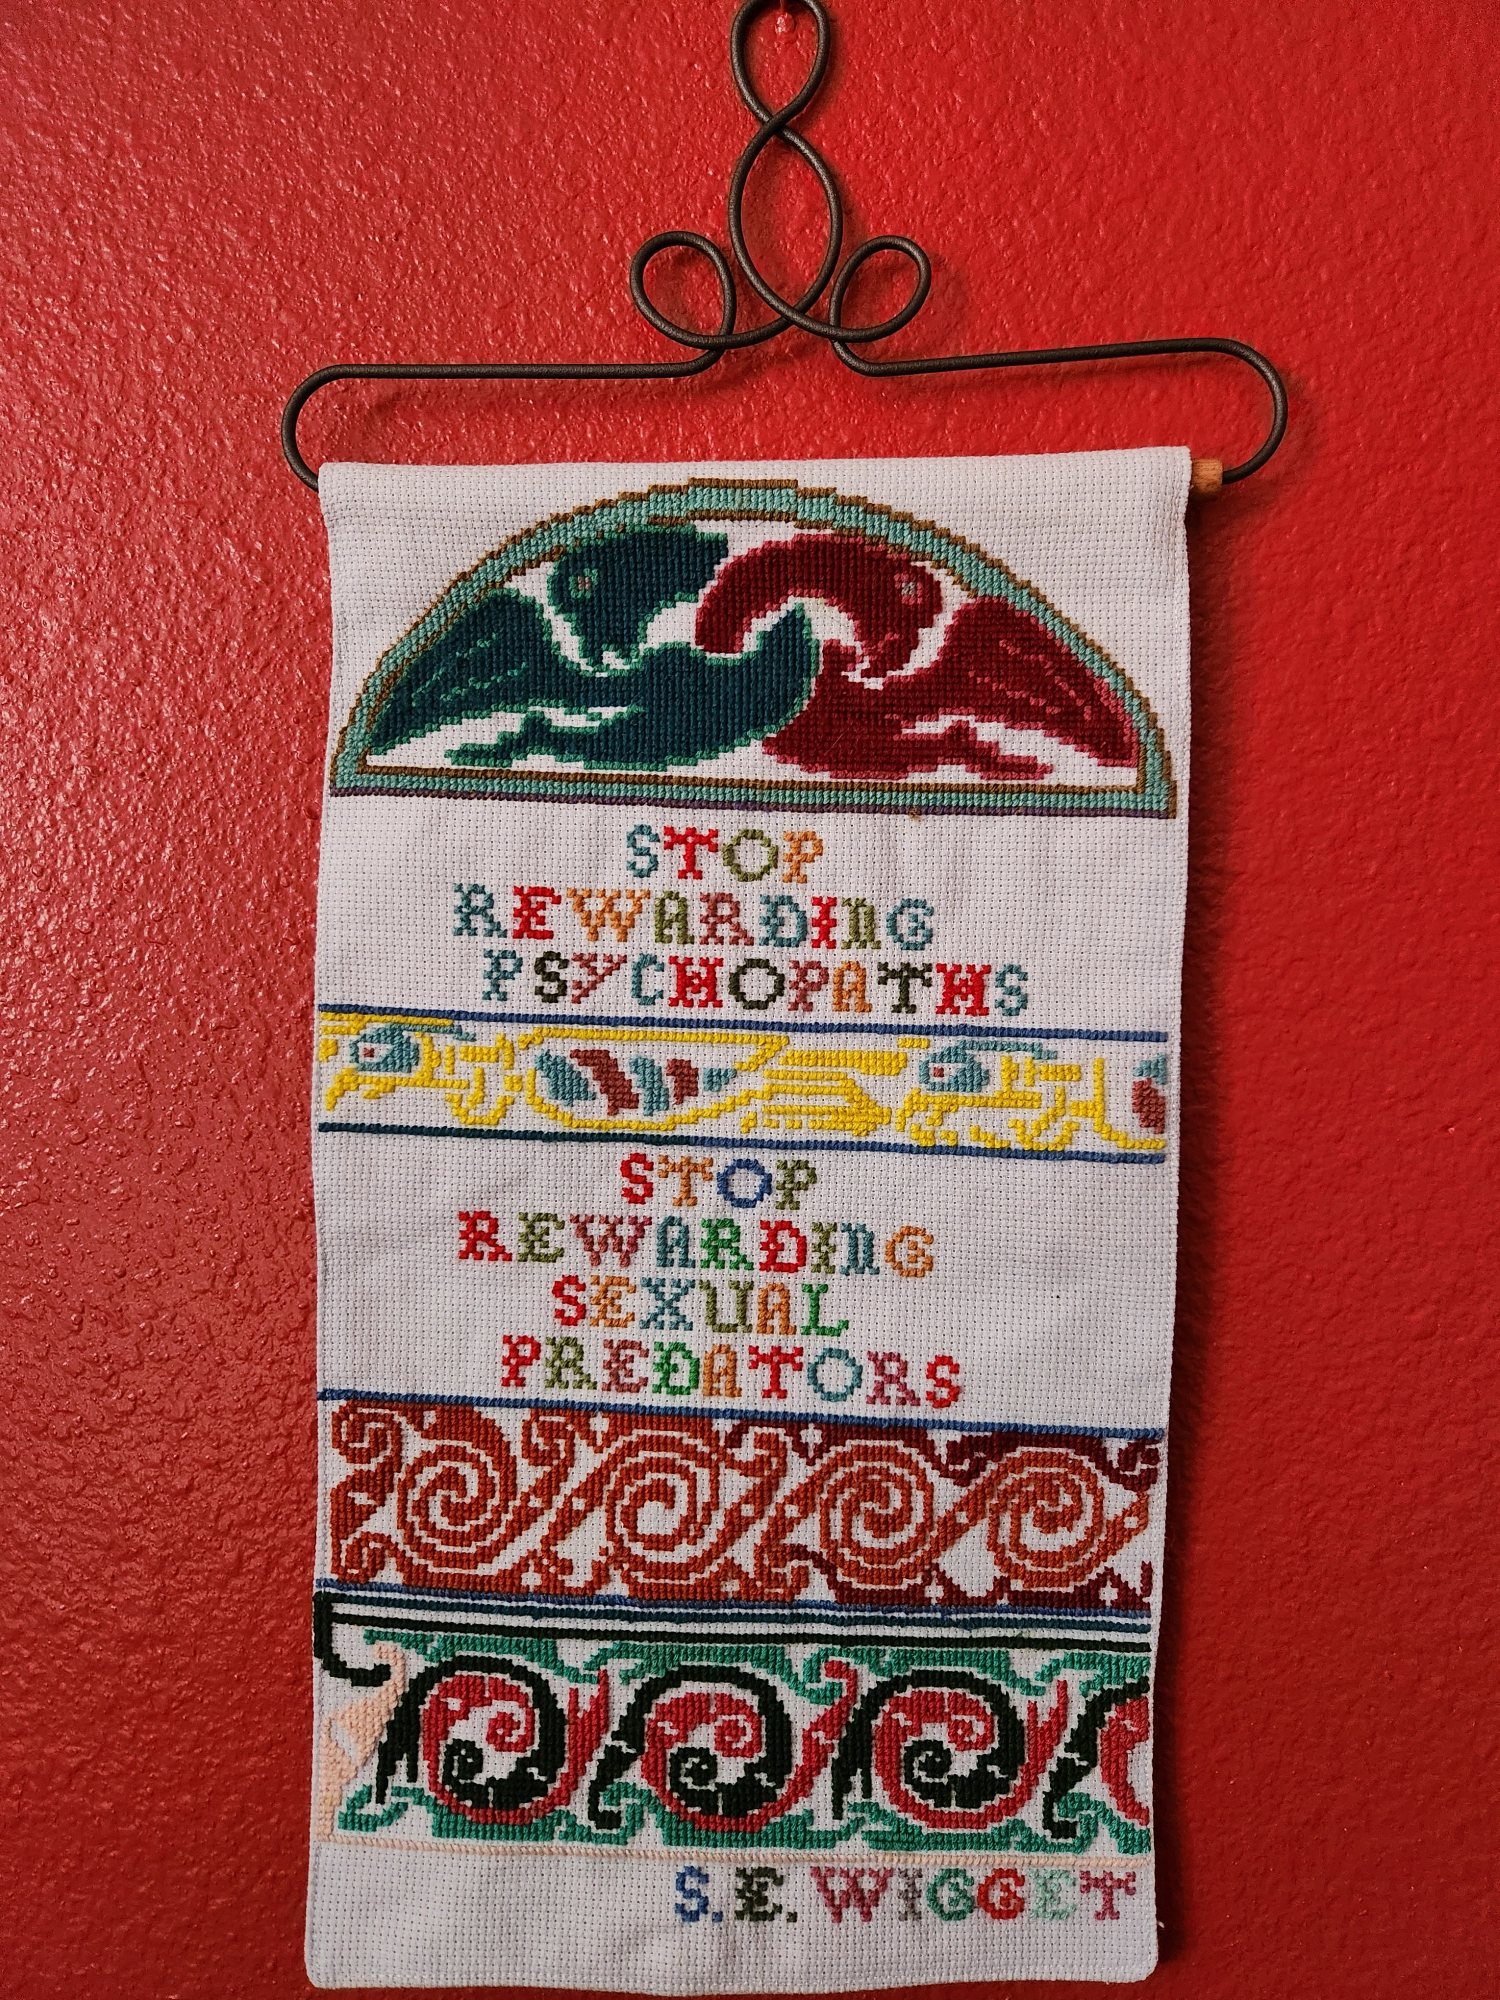 STOP
REWARDING
PSYCHOPATHS
STOP
REWARDING
SEXUAL
PREDATORS
S.E. WIGGET